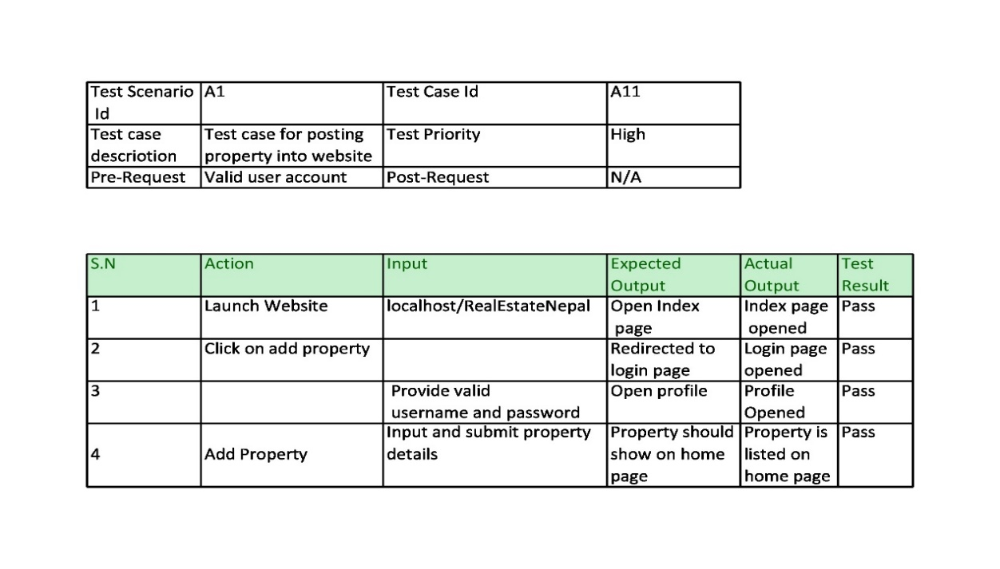 Test Scenario Id A1 Test Case Id A11
Test case descriotion Test case for posting property into website Test Priority High
Pre-Request Valid user account Post-Request N/A
S.N Action Input Expected Output Actual Output Test Result
1 Launch Website localhost/RealEstateNepal Open Index page Index page opened Pass
2 Click on add property Redirected to login page Login page opened Pass
3 Provide valid username and password Open profile Profile Opened Pass
4 Add Property Input and submit property details Property should show on home page Property is listed on home page Pass